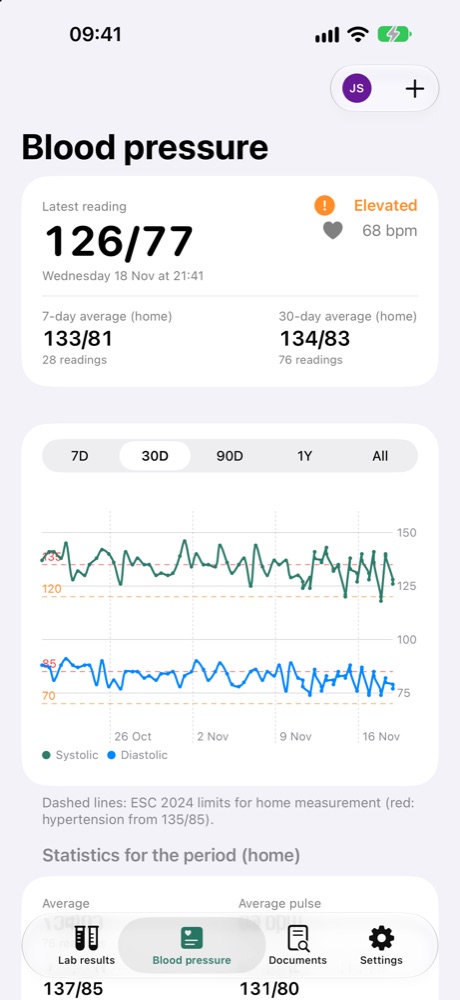 09:41
JS
Blood pressure
Latest reading
Elevated
126/77
68 bpm
Wednesday 18 Nov at 21:41
7-day average (home)
30-day average (home)
133/81
134/83
28 readings
76 readings
7D 30D 90D 1Y All
150
135
125
120
100
85
75
70
26 Oct 2 Nov 9 Nov 16 Nov
Systolic Diastolic
Dashed lines: ESC 2024 limits for home measurement (red:
hypertension from 135/85).
Statistics for the period (home)
Average
Average pulse
Lab results Blood pressure Documents Settings
137/85
131/80